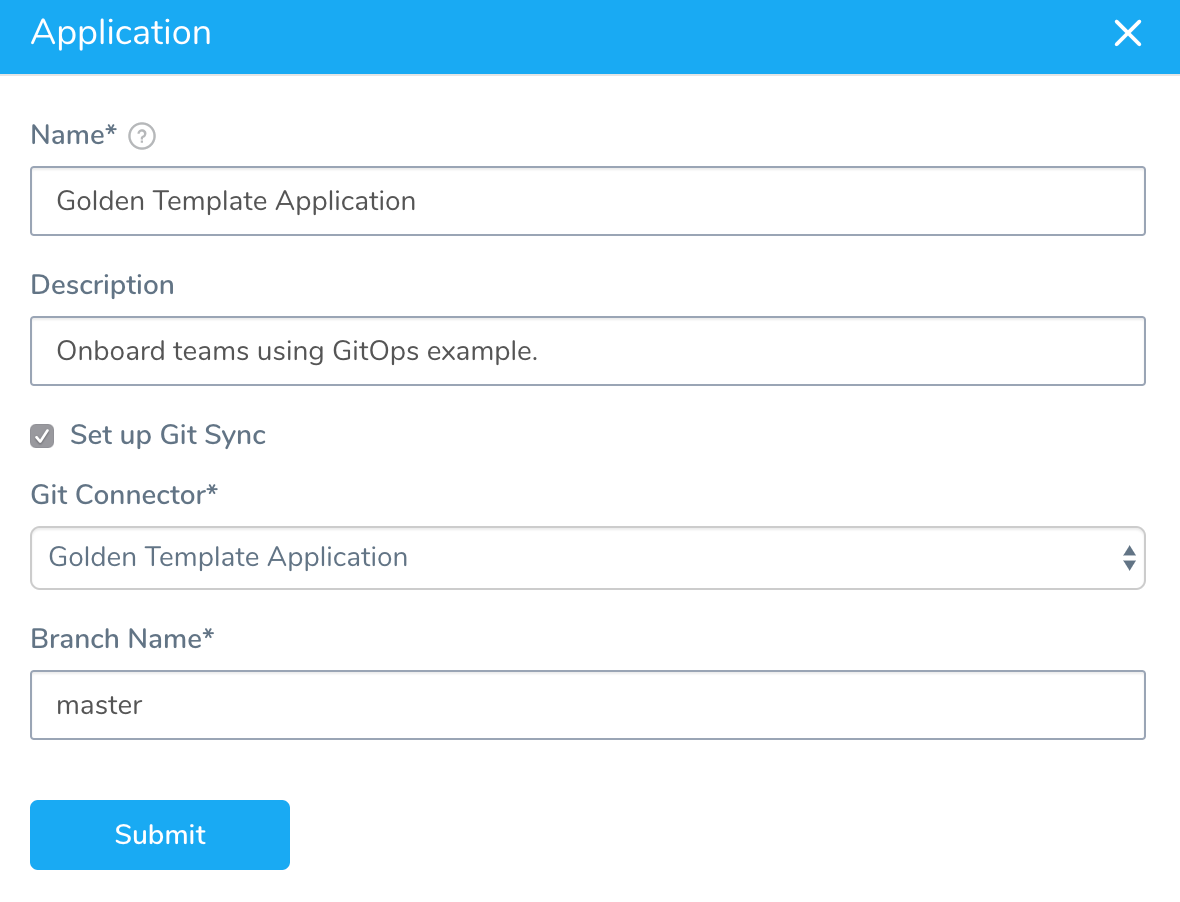 Application
Name* ?
Golden Template Application
Description
Onboard teams using GitOps example.
Set up Git Sync
Git Connector*
Golden Template Application
Branch Name*
master
Submit